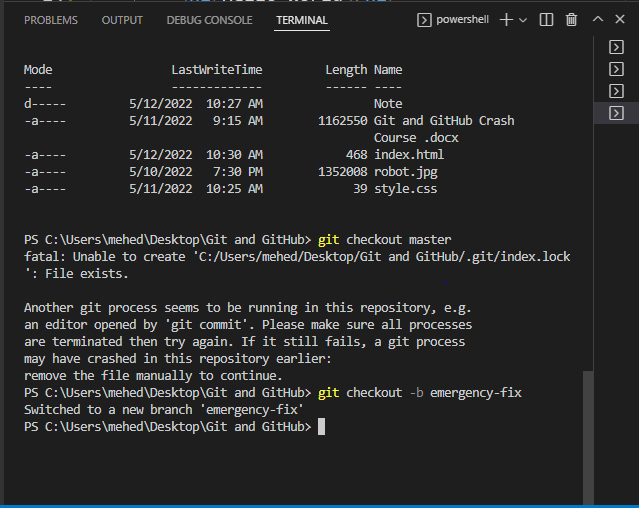 PROBLEMS OUTPUT DEBUG CONSOLE TERMINAL powershell
Mode LastWriteTime Length Name
---- ------------- ------ ----
d----- 5/12/2022 10:27 AM Note
-a---- 5/11/2022 9:15 AM 1162550 Git and GitHub Crash
Course .docx
-a---- 5/12/2022 10:30 AM 468 index.html
-a---- 5/10/2022 7:30 PM 1352008 robot.jpg
-a---- 5/11/2022 10:25 AM 39 style.css
PS C:\Users\mehed\Desktop\Git and GitHub> git checkout master
fatal: Unable to create 'C:/Users/mehed/Desktop/Git and GitHub/.git/index.lock
': File exists.
Another git process seems to be running in this repository, e.g.
an editor opened by 'git commit'. Please make sure all processes
are terminated then try again. If it still fails, a git process
may have crashed in this repository earlier:
remove the file manually to continue.
PS C:\Users\mehed\Desktop\Git and GitHub> git checkout -b emergency-fix
Switched to a new branch 'emergency-fix'
PS C:\Users\mehed\Desktop\Git and GitHub>